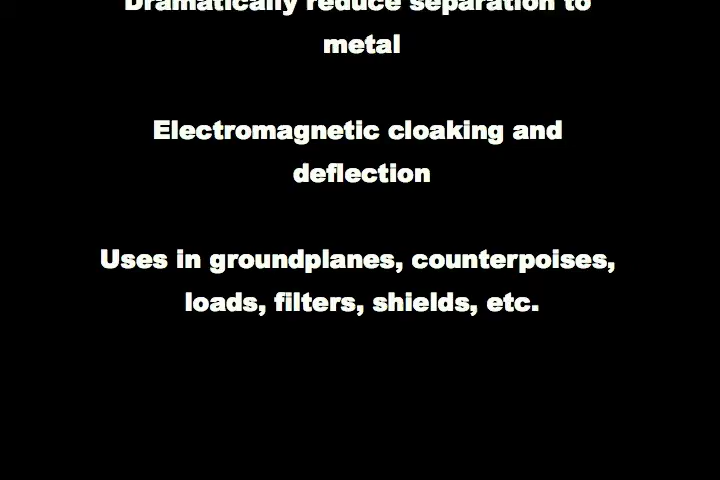 Dramatically reduce separation to
metal
Electromagnetic cloaking and
deflection
Uses in groundplanes, counterpoises,
loads, filters, shields, etc.